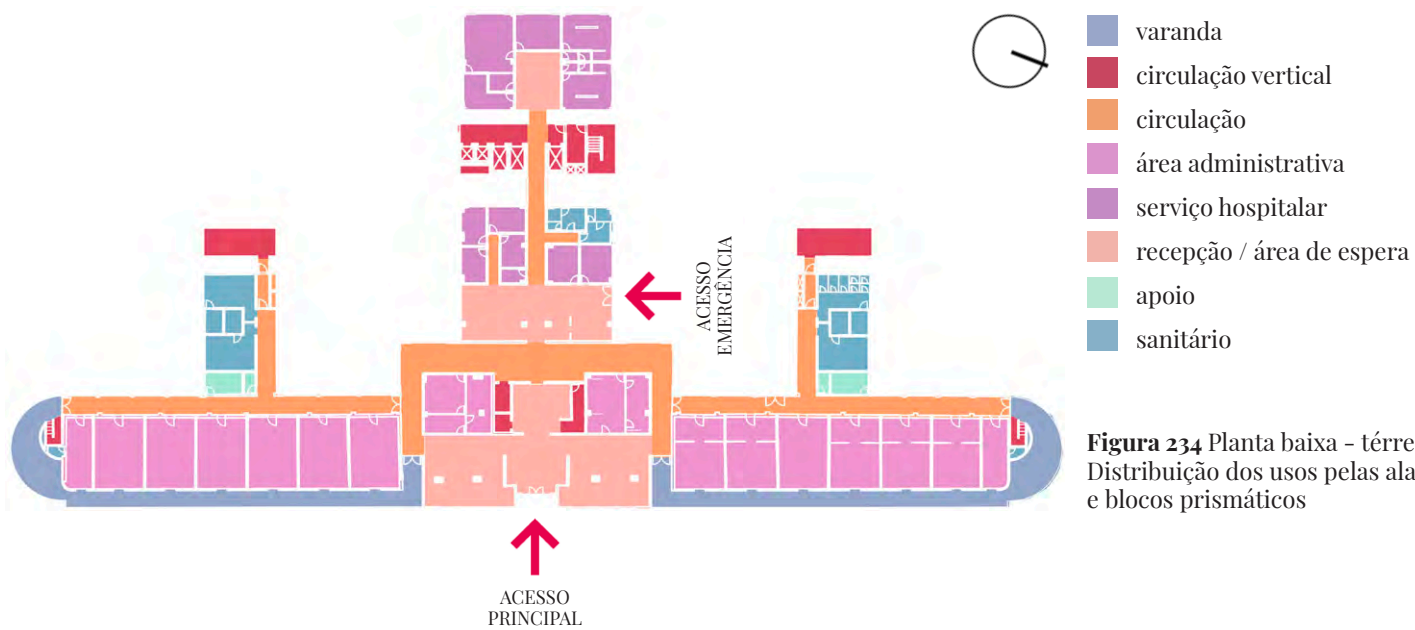 varanda
circulação vertical
circulação
área administrativa
serviço hospitalar
recepção / área de espera
apoio
sanitário
ACESSO
EMERGÊNCIA
Figura 234 Planta baixa - térre
Distribuição dos usos pelas ala
e blocos prismáticos
ACESSO
PRINCIPAL